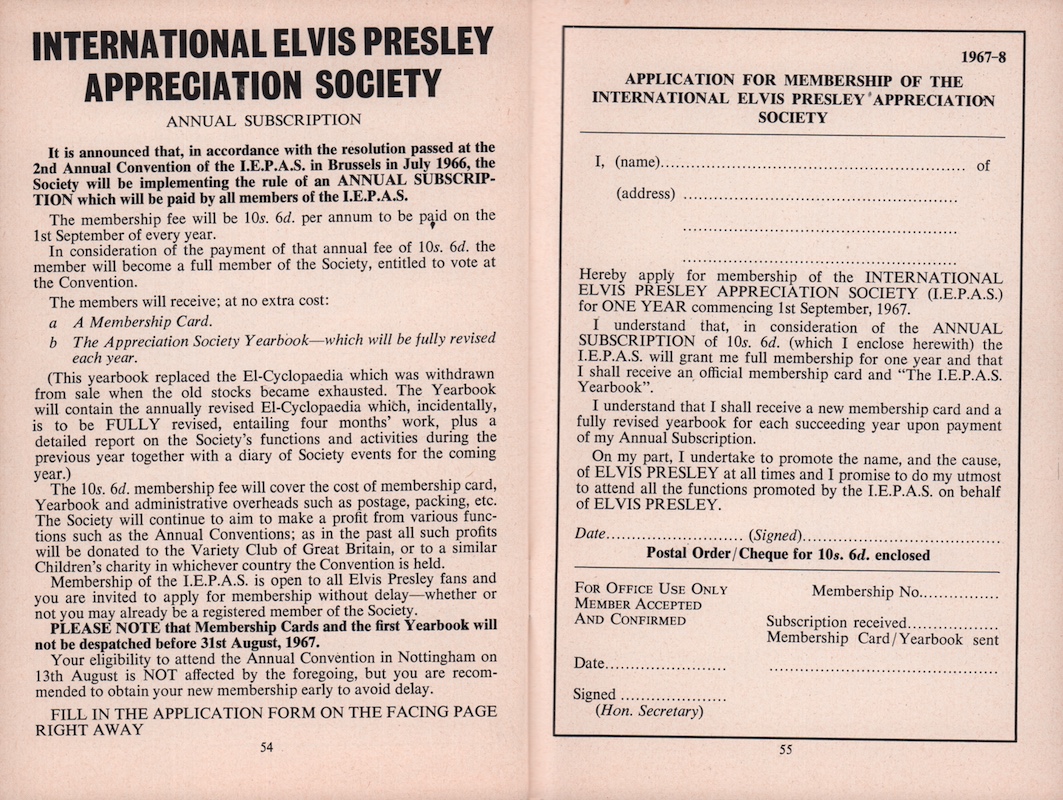 INTERNATIONAL ELVIS PRESLEY
APPRECIATION SOCIETY
ANNUAL SUBSCRIPTION
It is announced that, in accordance with the resolution passed at the
2nd Annual Convention of the I.E.P.A.S. in Brussels in July 1966, the
Society will be implementing the rule of an ANNUAL SUBSCRIP-
TION which will be paid by all members of the I.E.P.A.S.
The membership fee will be 10s. 6d. per annum to be paid on the
1st September of every year.
In consideration of the payment of that annual fee of 10s. 6d. the
member will become a full member of the Society, entitled to vote at
the Convention.
The members will receive; at no extra cost:
a A Membership Card.
b The Appreciation Society Yearbook—which will be fully revised
each year.
(This yearbook replaced the El-Cyclopaedia which was withdrawn
from sale when the old stocks became exhausted. The Yearbook
will contain the annually revised El-Cyclopaedia which, incidentally,
is to be FULLY revised, entailing four months' work, plus a
detailed report on the Society's functions and activities during the
previous year together with a diary of Society events for the coming
year.)
The 10s. 6d. membership fee will cover the cost of membership card,
Yearbook and administrative overheads such as postage, packing, etc.
The Society will continue to aim to make a profit from various func-
tions such as the Annual Conventions; as in the past all such profits
will be donated to the Variety Club of Great Britain, or to a similar
Children's charity in whichever country the Convention is held.
Membership of the I.E.P.A.S. is open to all Elvis Presley fans and
you are invited to apply for membership without delay—whether or
not you may already be a registered member of the Society.
PLEASE NOTE that Membership Cards and the first Yearbook will
not be despatched before 31st August, 1967.
Your eligibility to attend the Annual Convention in Nottingham on
13th August is NOT affected by the foregoing, but you are recom-
mended to obtain your new membership early to avoid delay.
FILL IN THE APPLICATION FORM ON THE FACING PAGE
RIGHT AWAY
54
1967-8
APPLICATION FOR MEMBERSHIP OF THE
INTERNATIONAL ELVIS PRESLEY APPRECIATION
SOCIETY
I, (name)........................................ of
(address) ........................................
........................................
........................................
Hereby apply for membership of the INTERNATIONAL
ELVIS PRESLEY APPRECIATION SOCIETY (I.E.P.A.S.)
for ONE YEAR commencing 1st September, 1967.
I understand that, in consideration of the ANNUAL
SUBSCRIPTION of 10s. 6d. (which I enclose herewith) the
I.E.P.A.S. will grant me full membership for one year and that
I shall receive an official membership card and "The I.E.P.A.S.
Yearbook".
I understand that I shall receive a new membership card and a
fully revised yearbook for each succeeding year upon payment
of my Annual Subscription.
On my part, I undertake to promote the name, and the cause,
of ELVIS PRESLEY at all times and I promise to do my utmost
to attend all the functions promoted by the I.E.P.A.S. on behalf
of ELVIS PRESLEY.
Date........................ (Signed)........................
Postal Order/Cheque for 10s. 6d. enclosed
FOR OFFICE USE ONLY
MEMBER ACCEPTED
AND CONFIRMED
Membership No................
Subscription received...................
Membership Card/Yearbook sent
Date......................
........................................
Signed ...................
(Hon. Secretary)
55